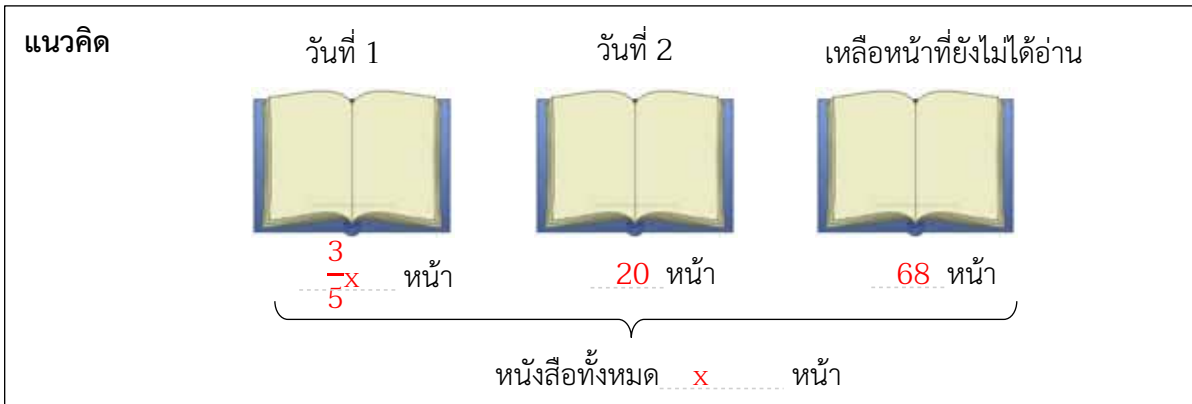 แนวคิด
วันที่ 1 วันที่ 2 เหลือหน้าที่ยังไม่ได้อ่าน
3/5x หน้า 20 หน้า 68 หน้า
หนังสือทั้งหมด x หน้า